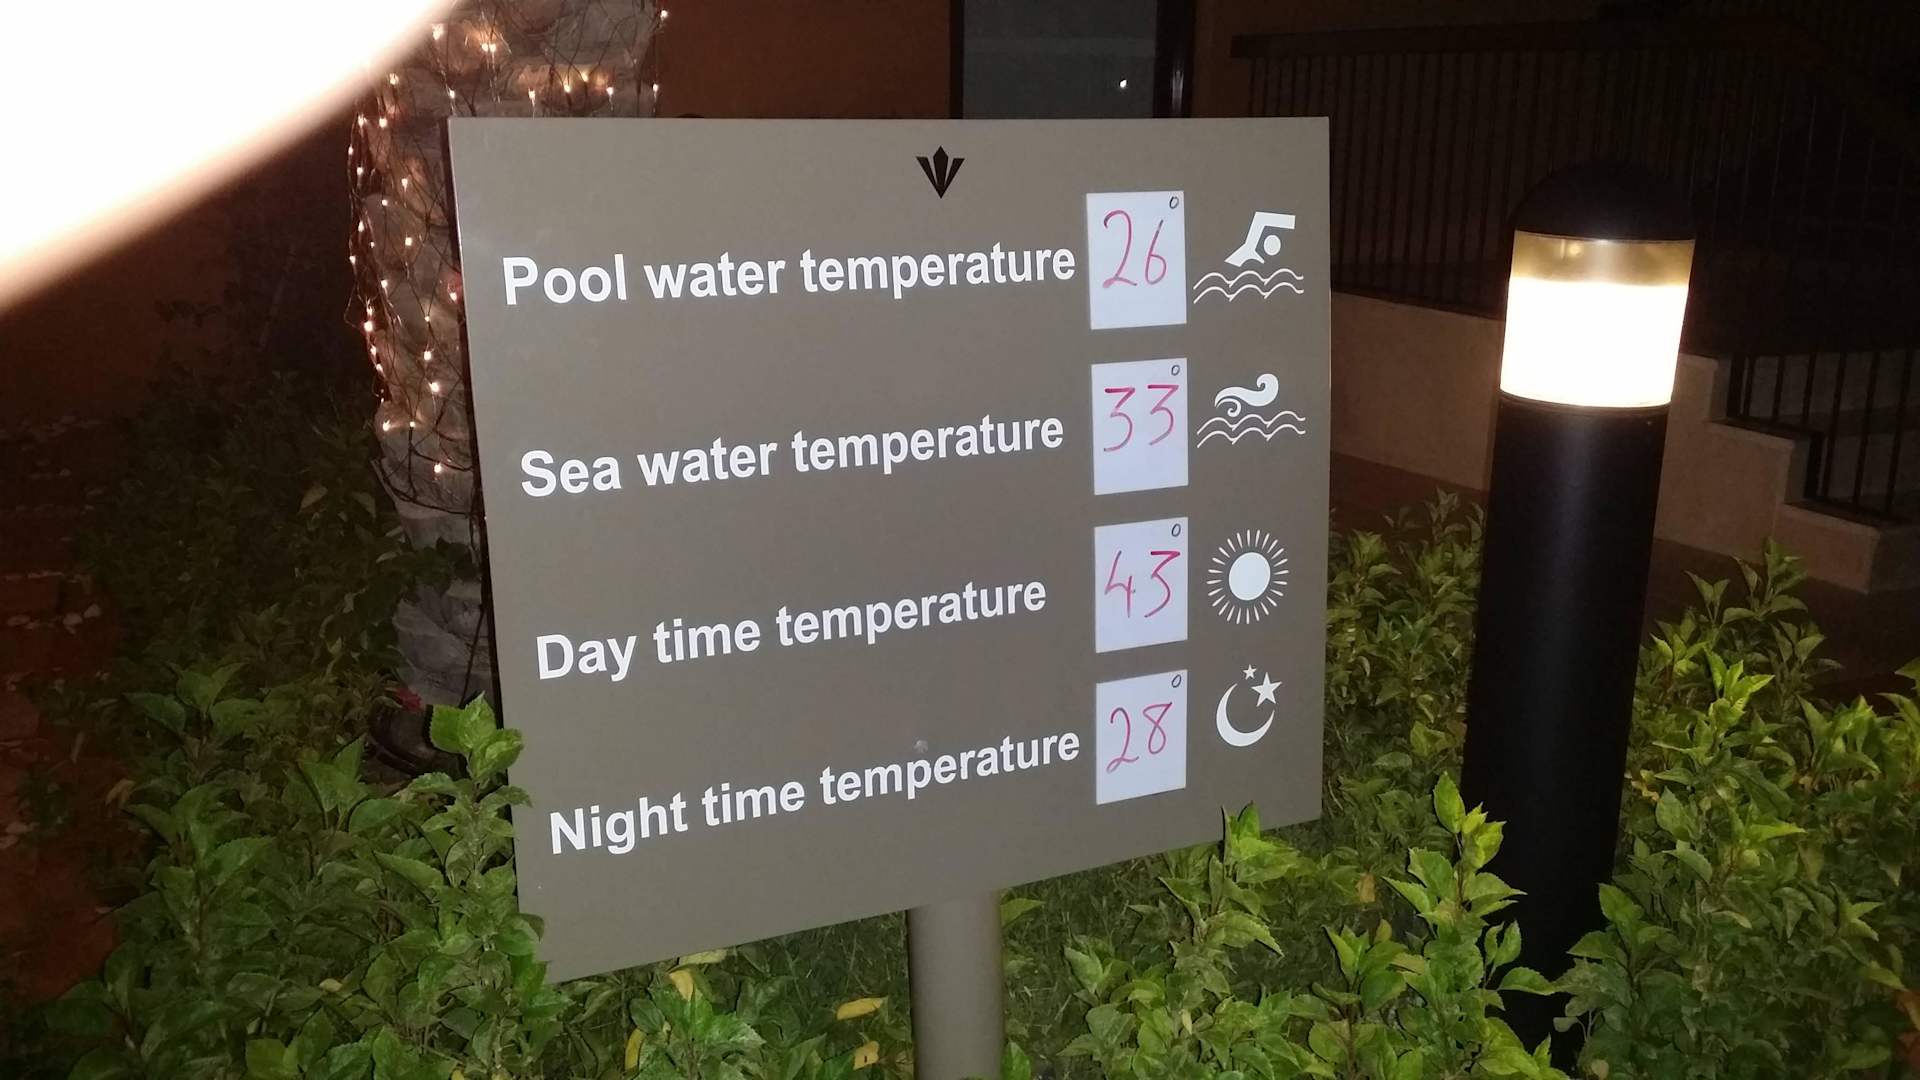 Pool water temperature 26°
Sea water temperature 33°
Day time temperature 43°
Night time temperature 28°